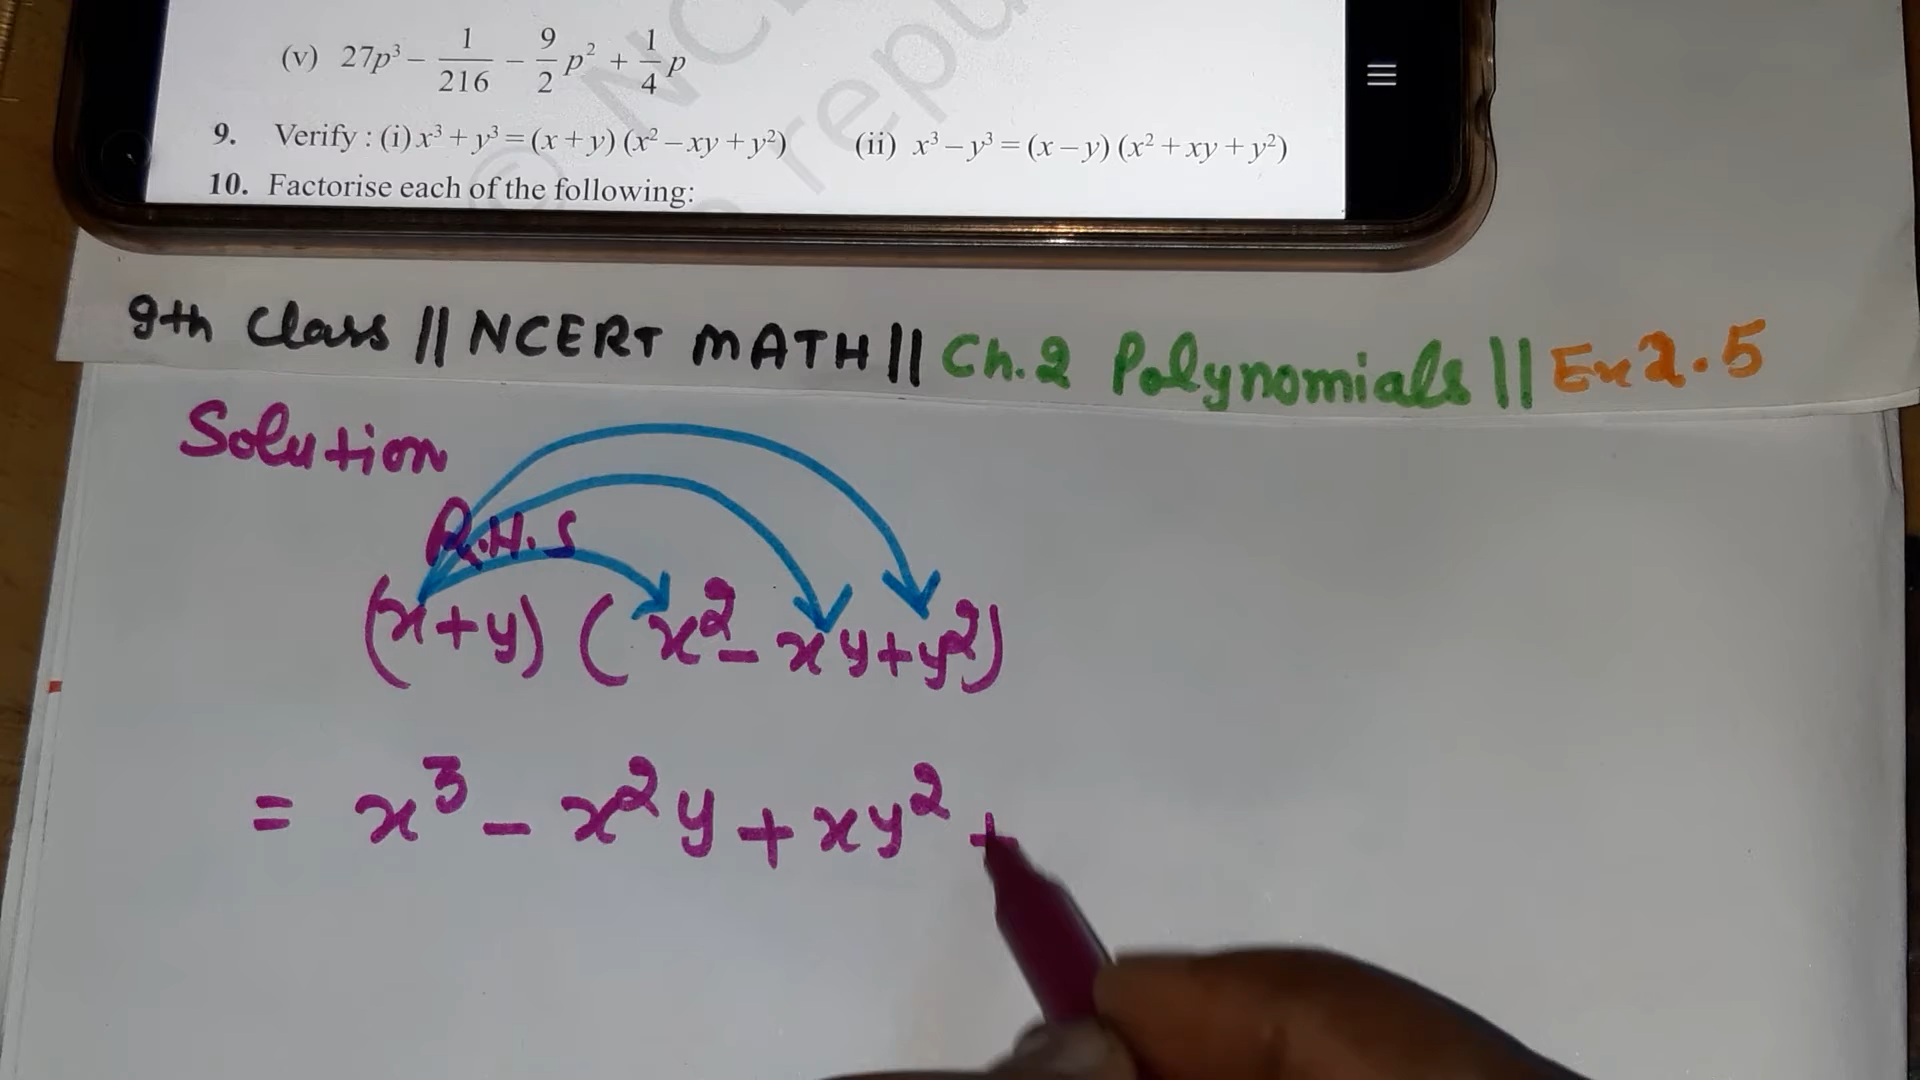 (v) 27p³ − 1/216 − 9/2 p² + 1/4 p
9. Verify : (i) x³ + y³ = (x + y) (x² − xy + y²) (ii) x³ − y³ = (x − y) (x² + xy + y²)
10. Factorise each of the following:
9th Class || NCERT MATH || Ch.2 Polynomials || Ex 2.5
Solution
R.H.S
(x+y) (x² − xy + y²)
= x³ − x²y + xy² +